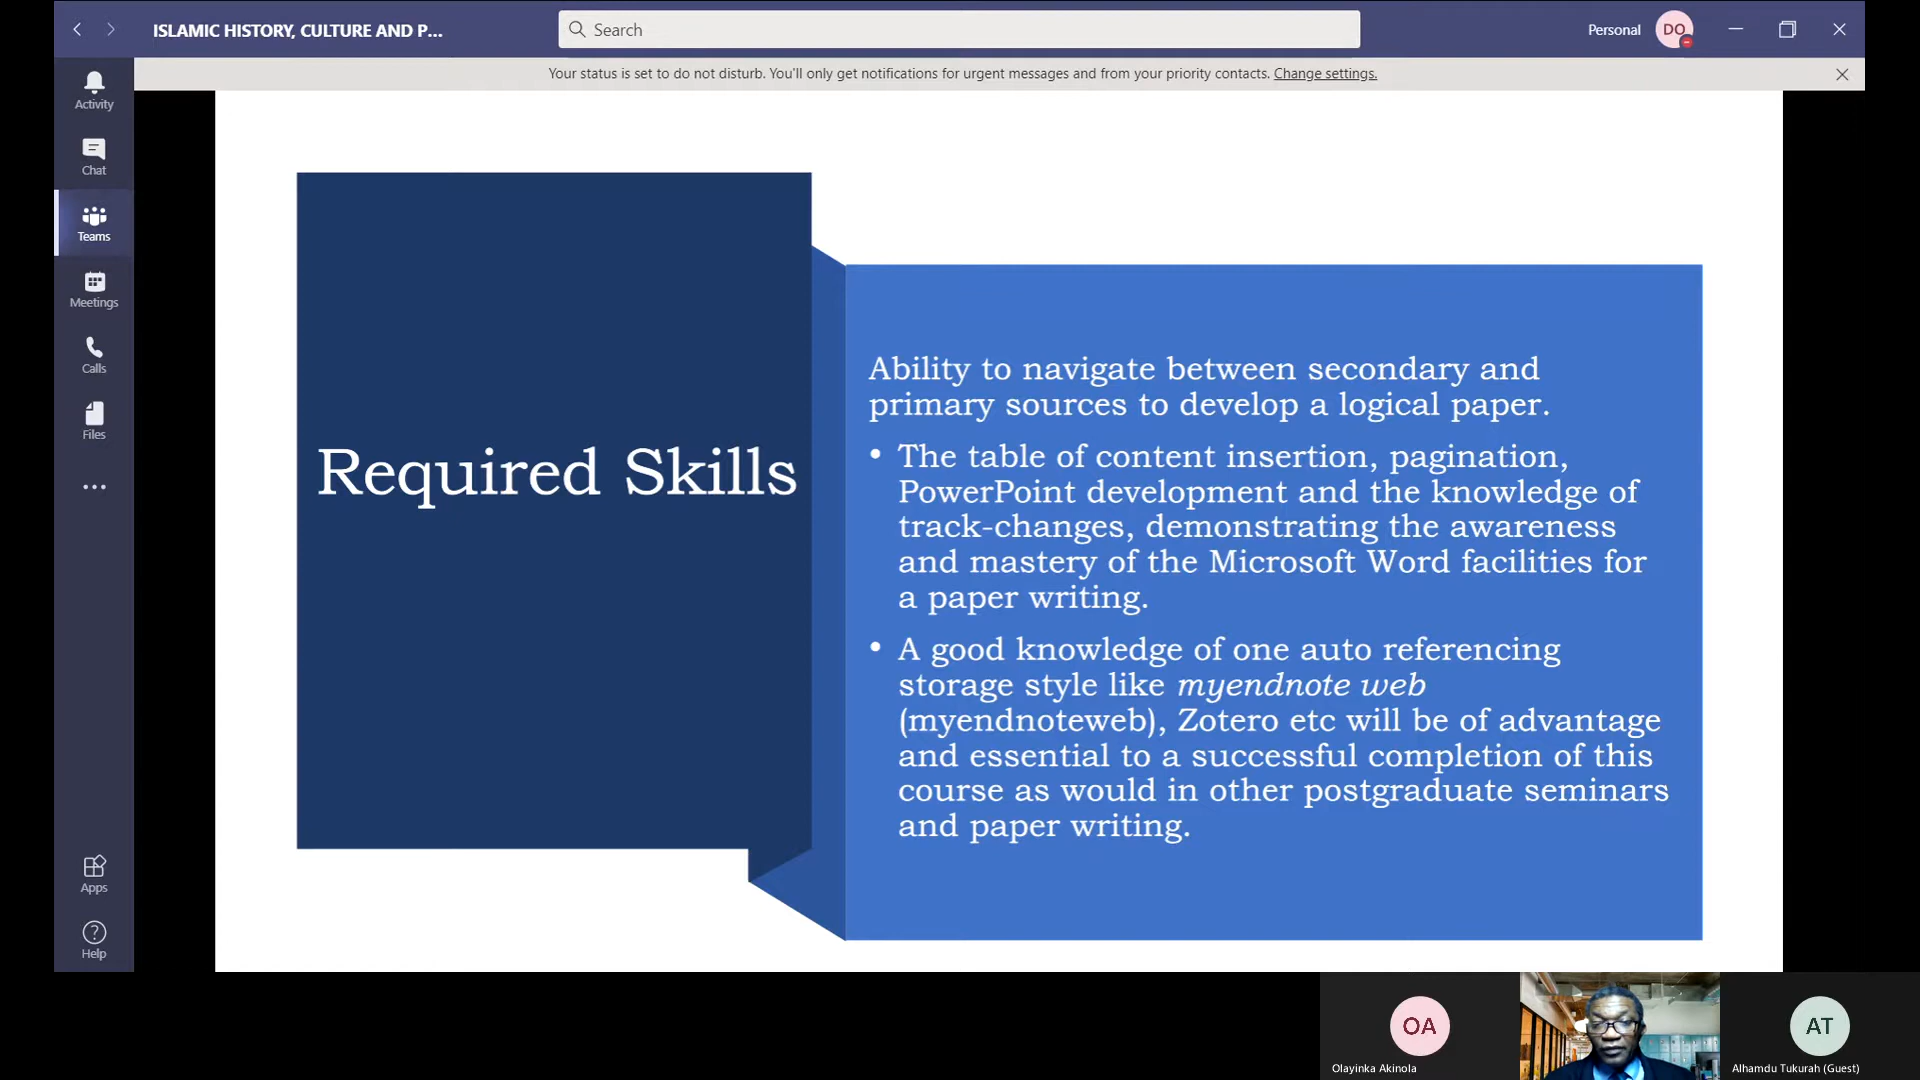 ISLAMIC HISTORY, CULTURE AND P...
Search
Personal
DO
Your status is set to do not disturb. You'll only get notifications for urgent messages and from your priority contacts. Change settings.
Activity
Chat
Teams
Meetings
Calls
Files
Apps
Help
Required Skills
Ability to navigate between secondary and
primary sources to develop a logical paper.
• The table of content insertion, pagination,
PowerPoint development and the knowledge of
track-changes, demonstrating the awareness
and mastery of the Microsoft Word facilities for
a paper writing.
• A good knowledge of one auto referencing
storage style like myendnote web
(myendnoteweb), Zotero etc will be of advantage
and essential to a successful completion of this
course as would in other postgraduate seminars
and paper writing.
OA
Olayinka Akinola
AT
Alhamdu Tukurah (Guest)